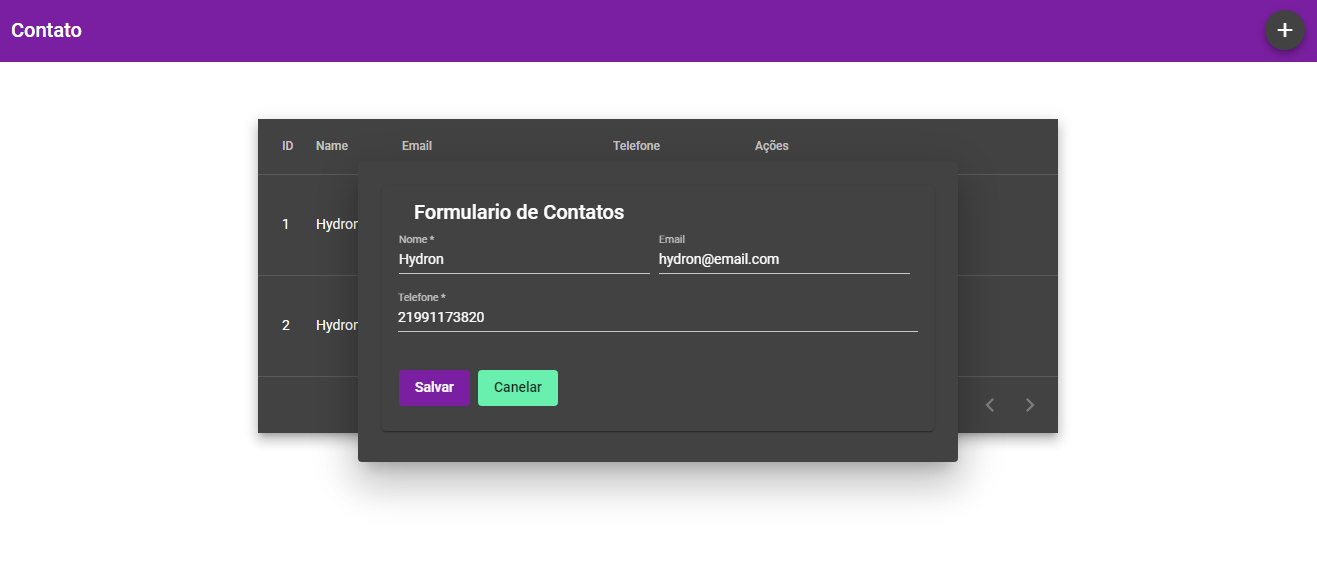 Contato
ID Name Email Telefone Ações
Formulario de Contatos
1 Hydron
Nome * Email
Hydron hydron@email.com
Telefone *
21991173820
2 Hydron
Salvar Canelar